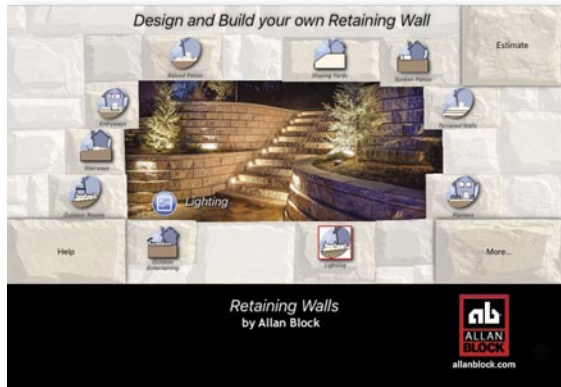 Design and Build your own Retaining Wall
Estimate
Raised Patios
Sloping Yards
Sunken Patios
Entryways
Terraced Walls
Stairways
Lighting
Outdoor Rooms
Planters
Help
Outdoor
Entertaining
Lighting
More...
Retaining Walls
by Allan Block
ab
ALLAN
BLOCK
allanblock.com